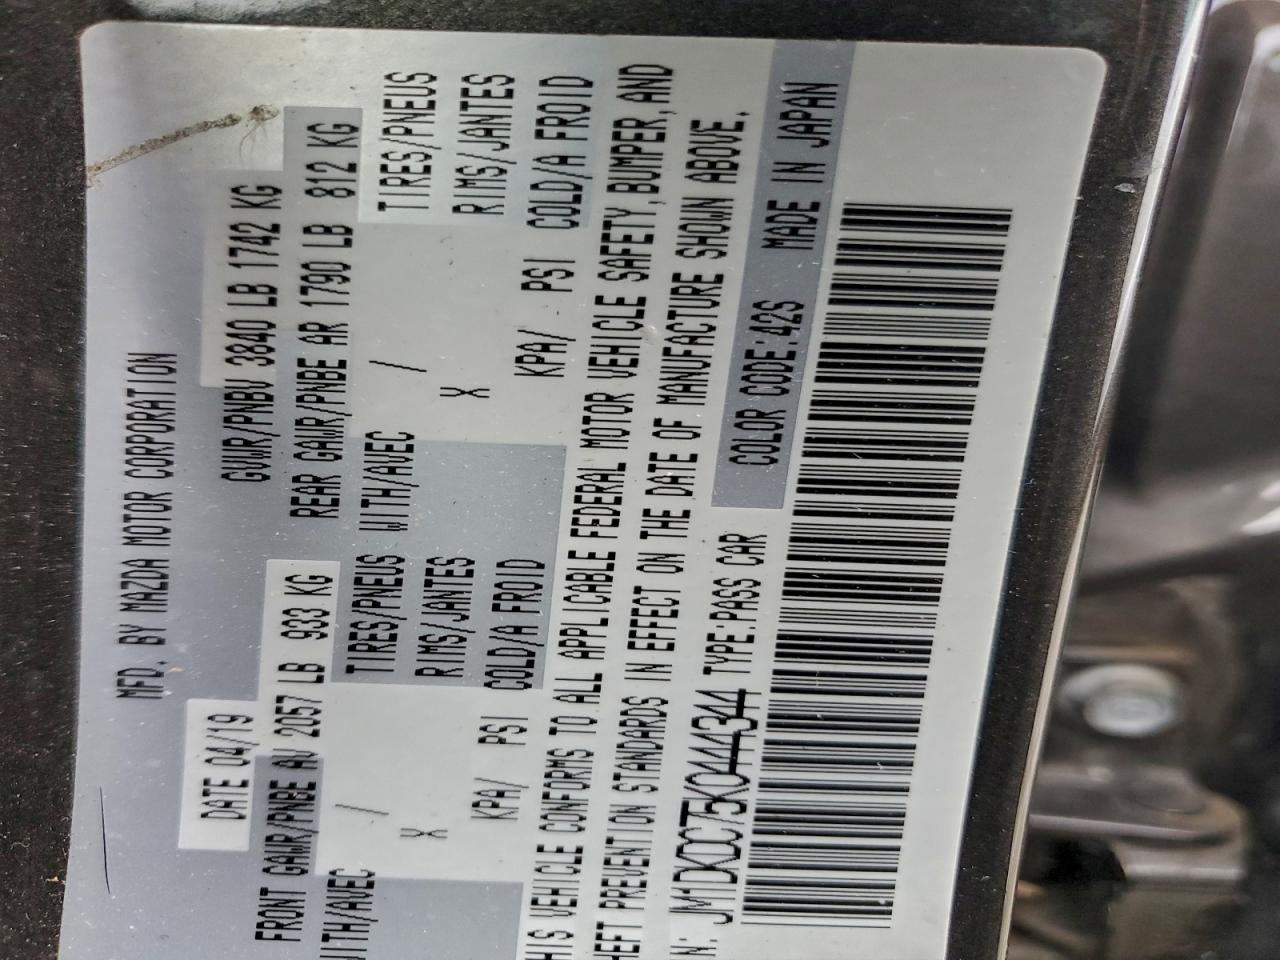 MFD. BY MAZDA MOTOR CORPORATION
DATE 04/19 GVWR/PNBV 3840 LB 1742 KG
FRONT GAWR/PNBE AV 2057 LB 933 KG REAR GAWR/PNBE AR 1790 LB 812 KG
WITH/AVEC / TIRES/PNEUS WITH/AVEC / TIRES/PNEUS
X RIMS/JANTES X RIMS/JANTES
KPA/ PSI COLD/A FROID KPA/ PSI COLD/A FROID
HIS VEHICLE CONFORMS TO ALL APPLICABLE FEDERAL MOTOR VEHICLE SAFETY, BUMPER, AND
HEFT PREVENTION STANDARDS IN EFFECT ON THE DATE OF MANUFACTURE SHOWN ABOVE.
N: JM1DKDC75K0444344 TYPE:PASS CAR COLOR CODE:42S MADE IN JAPAN